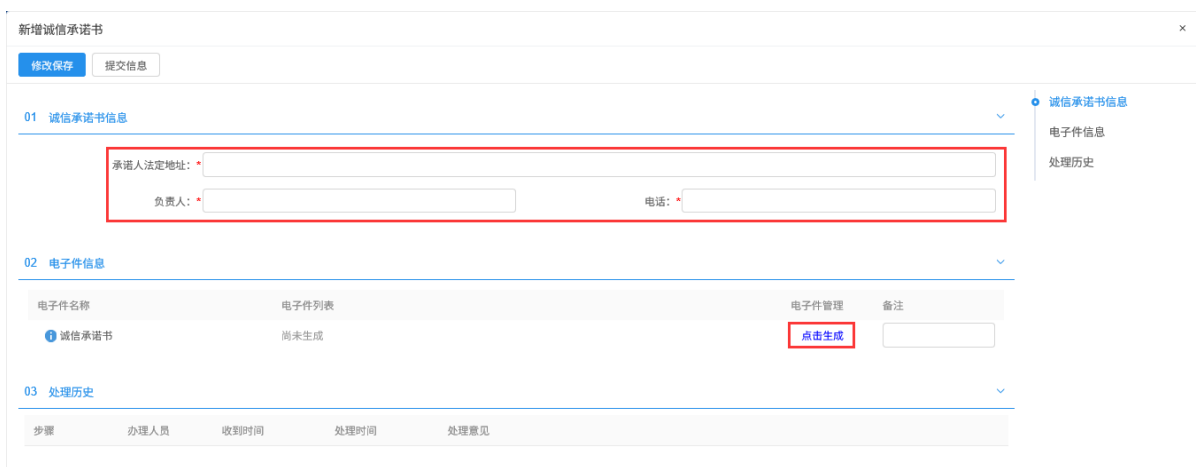 新增诚信承诺书 ×
修改保存 提交信息
01 诚信承诺书信息
承诺人法定地址：*
负责人：* 电话：*
02 电子件信息
电子件名称 电子件列表 电子件管理 备注
诚信承诺书 尚未生成 点击生成
03 处理历史
步骤 办理人员 收到时间 处理时间 处理意见
诚信承诺书信息
电子件信息
处理历史